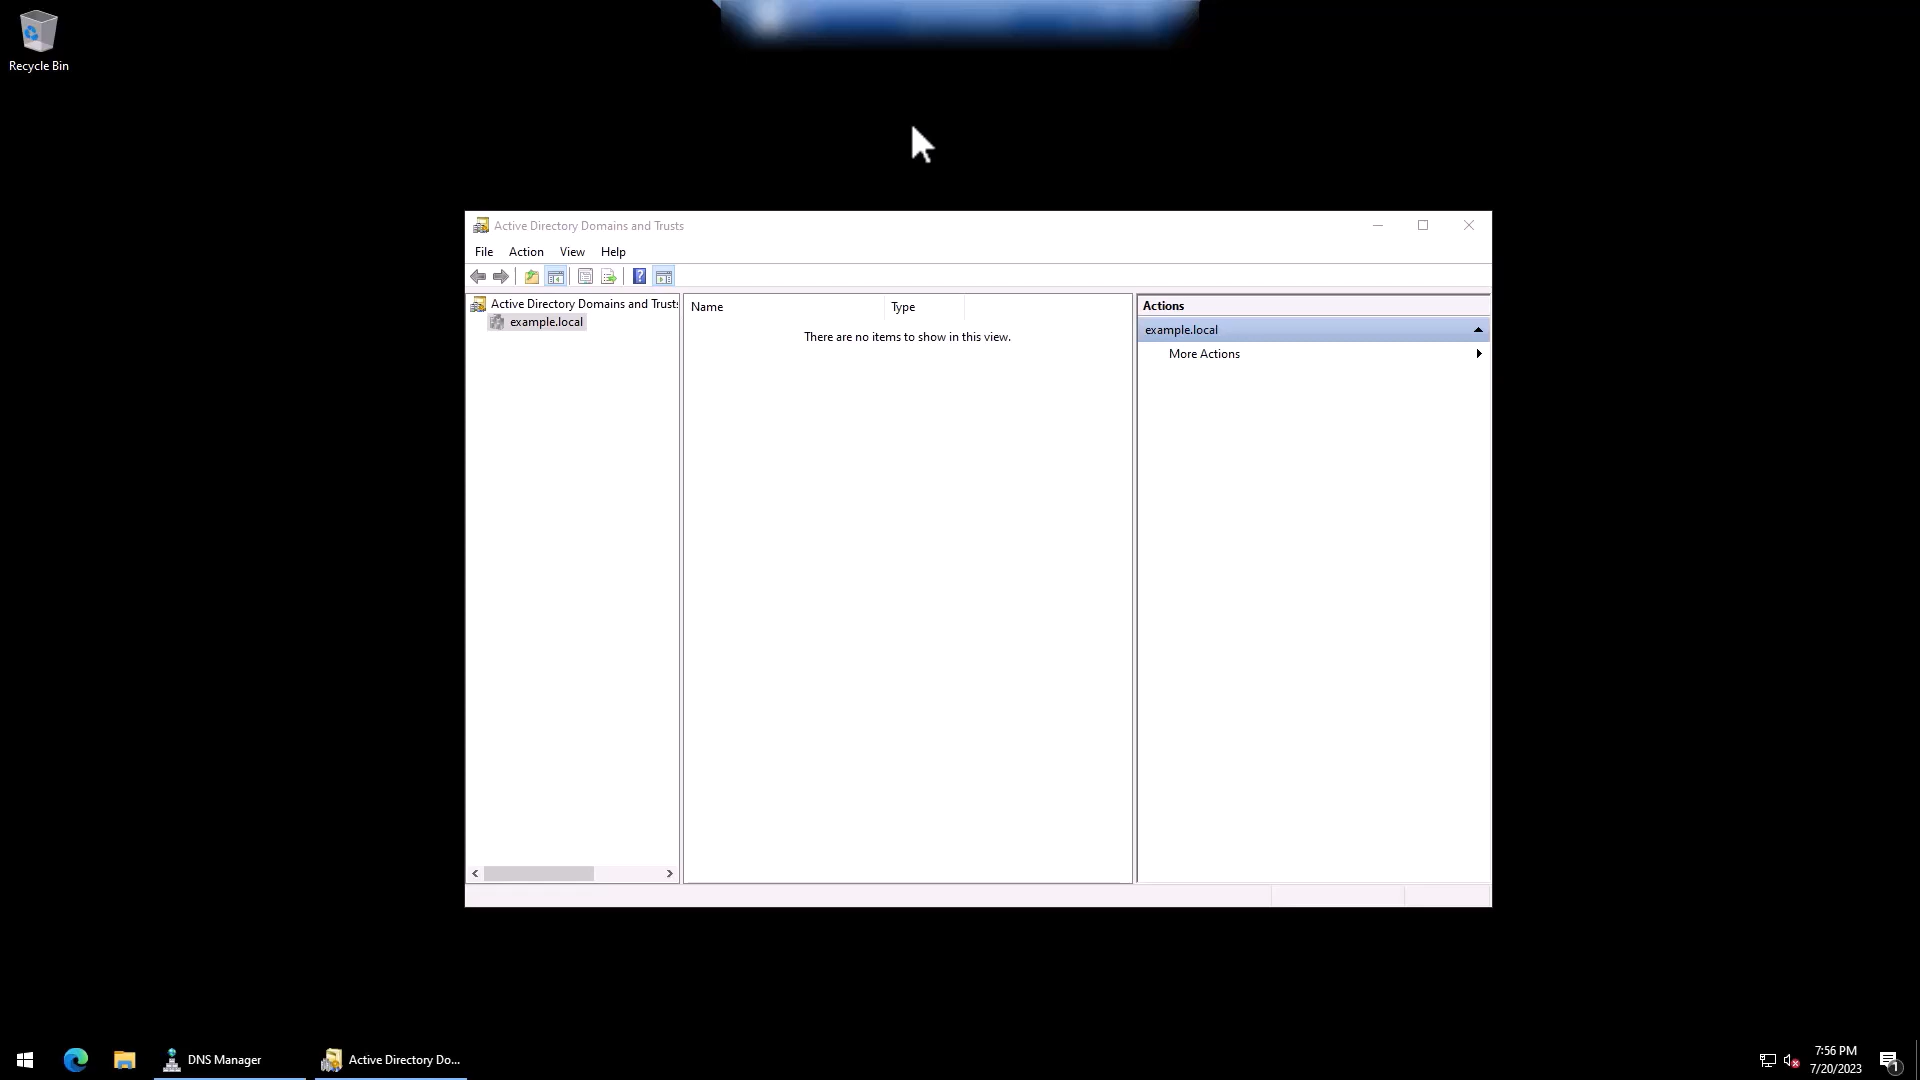 Recycle Bin
Active Directory Domains and Trusts
File Action View Help
Active Directory Domains and Trusts
example.local
Name Type
There are no items to show in this view.
Actions
example.local
More Actions
DNS Manager
Active Directory Do...
7:56 PM
7/20/2023
1